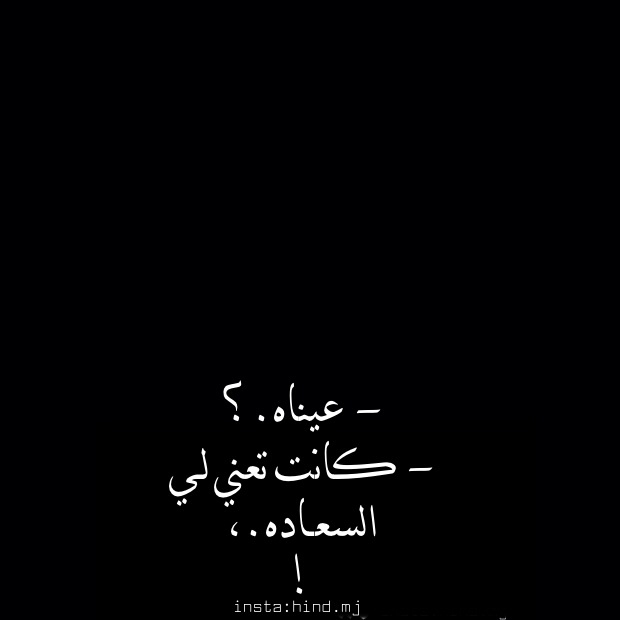 - عيناه. ؟
- كانت تعني لي
السعاده.،
!
insta:hind.mj